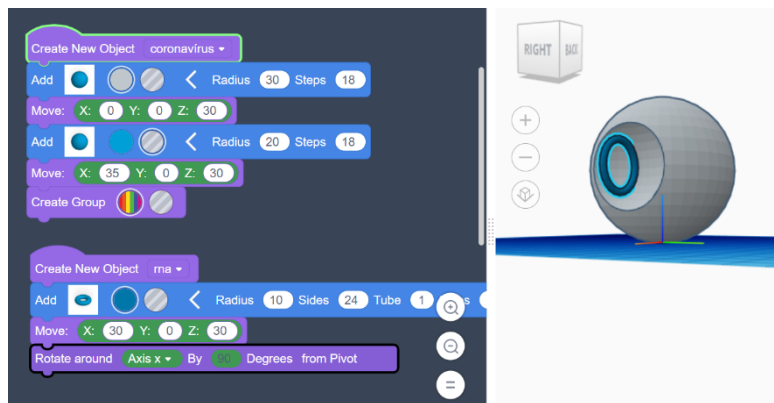 Create New Object coronavírus
Add Radius 30 Steps 18
Move: X: 0 Y: 0 Z: 30
Add Radius 20 Steps 18
Move: X: 35 Y: 0 Z: 30
Create Group
Create New Object rna
Add Radius 10 Sides 24 Tube 1
Move: X: 30 Y: 0 Z: 30
Rotate around Axis x By 90 Degrees from Pivot
RIGHT BACK